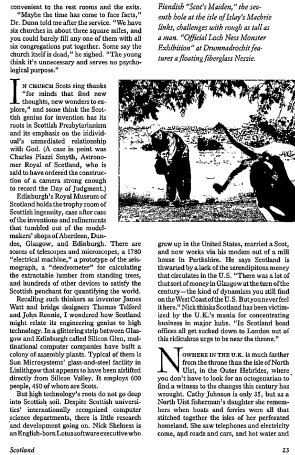 convenient to the rest rooms and the exits.
"Maybe the time has come to face facts,"
Dr. Dunn told me after the service. "We have
six churches in about three square miles, and
you could barely fill any one of them with all
six congregations put together. Some say the
church itself is dead," he sighed. "The young
think it's unnecessary and serves no psycho-
logical purpose."
IN CHURCH Scots sing thanks
"for minds that find new
thoughts, new wonders to ex-
plore," and some think the Scot-
tish genius for invention has its
roots in Scottish Presbyterianism
and its emphasis on the individ-
ual's unmediated relationship
with God. (A case in point was
Charles Piazzi Smyth, Astrono-
mer Royal of Scotland, who is
said to have ordered the construc-
tion of a camera strong enough
to record the Day of Judgment.)
Edinburgh's Royal Museum of
Scotland holds the trophy room of
Scottish ingenuity, case after case
of the inventions and refinements
that tumbled out of the model-
makers' shops of Aberdeen, Dun-
dee, Glasgow, and Edinburgh. There are
scores of telescopes and microscopes, a 1780
"electrical machine," a prototype of the seis-
mograph, a "dendrometer" for calculating
the extractable lumber from standing trees,
and hundreds of other devices to satisfy the
Scottish penchant for quantifying the world.
Recalling such thinkers as inventor James
Watt and bridge designers Thomas Telford
and John Rennie, I wondered how Scotland
might relate its engineering genius to high
technology. In a glittering strip between Glas-
gow and Edinburgh called Silicon Glen, mul-
tinational computer companies have built a
colony of assembly plants. Typical of them is
Sun Microsystems' glass-and-steel facility in
Linlithgow that appears to have been airlifted
directly from Silicon Valley. It employs 600
people, 450 of whom are Scots.
But high technology's roots do not go deep
into Scottish soil. Despite Scottish universi-
ties' internationally recognized computer
science departments, there is little research
and development going on. Nick Shelness is
an English-born Lotus software executive who
Fiendish "Scot's Maiden," the sev-
enth hole at the isle of Islay's Machrie
links, challenges with rough as tall as
a man. "Official Loch Ness Monster
Exhibition" at Drumnadrochit fea-
tures a floating fiberglass Nessie.
grew up in the United States, married a Scot,
and now works via his modem out of a mill
house in Perthshire. He says Scotland is
thwarted by a lack of the serendipitous money
that circulates in the U.S. "There was a lot of
that sort of money in Glasgow at the turn of the
century—the kind of dynamism you still find
on the West Coast of the U.S. But you never feel
it here." Nick thinks Scotland has been victim-
ized by the U.K.'s mania for concentrating
business in major hubs. "In Scotland head
offices all get sucked down to London out of
this ridiculous urge to be near the throne."
NOWHERE IN THE U.K. is much farther
from the throne than the isle of North
Uist, in the Outer Hebrides, where
you don't have to look for an octogenarian to
find a witness to the changes this century has
wrought. Cathy Johnson is only 35, but as a
North Uist fisherman's daughter she remem-
bers when boats and ferries were all that
stitched together the isles of her perforated
homeland. She saw telephones and electricity
come, and roads and cars, and hot water and
Scotland
23